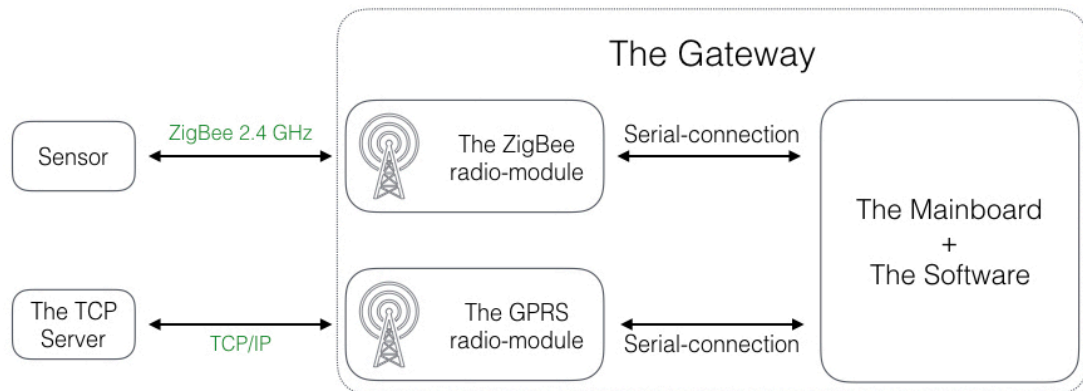 The Gateway
ZigBee 2.4 GHz
Sensor
The ZigBee
radio-module
Serial-connection
The Mainboard
+
The Software
The TCP
Server
TCP/IP
The GPRS
radio-module
Serial-connection